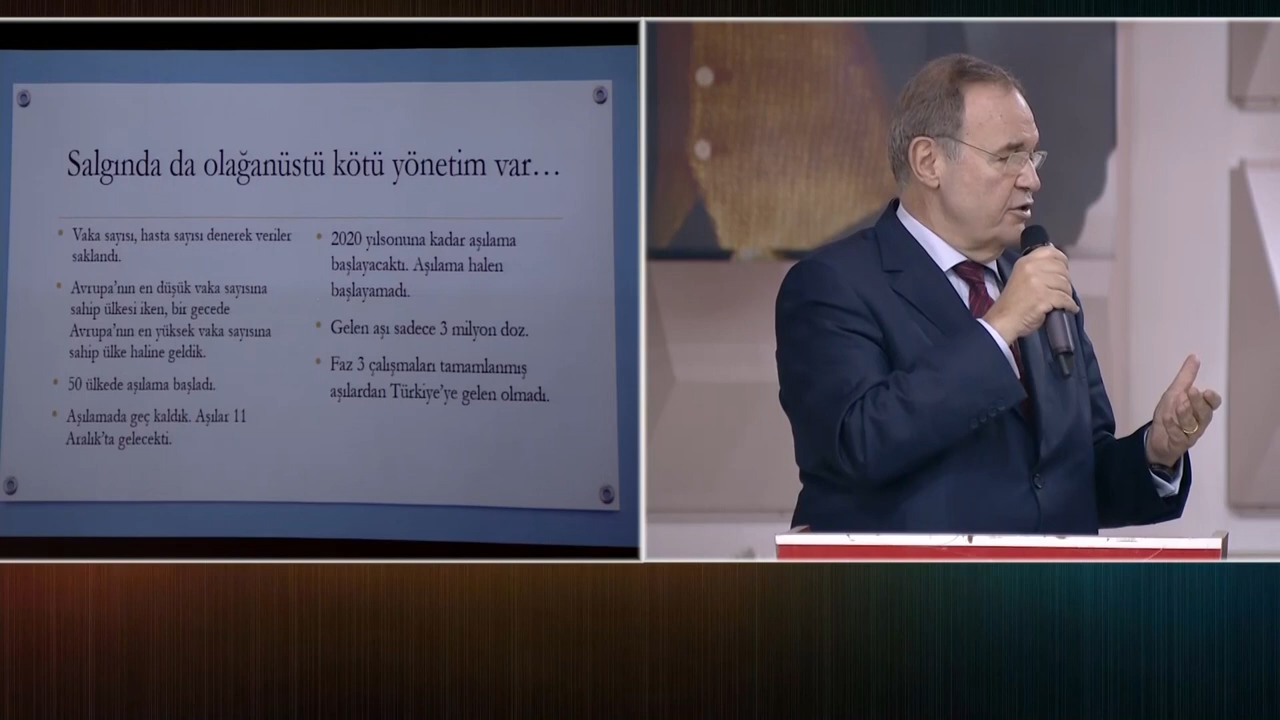 Salgında da olağanüstü kötü yönetim var…
Vaka sayısı, hasta sayısı denerek veriler
saklandı.
Avrupa'nın en düşük vaka sayısına
sahip ülkesi iken, bir gecede
Avrupa'nın en yüksek vaka sayısına
sahip ülke haline geldik.
50 ülkede aşılama başladı.
Aşılamada geç kaldık. Aşılar 11
Aralık'ta gelecekti.
2020 yılsonuna kadar aşılama
başlayacaktı. Aşılama halen
başlayamadı.
Gelen aşı sadece 3 milyon doz.
Faz 3 çalışmaları tamamlanmış
aşılardan Türkiye'ye gelen olmadı.